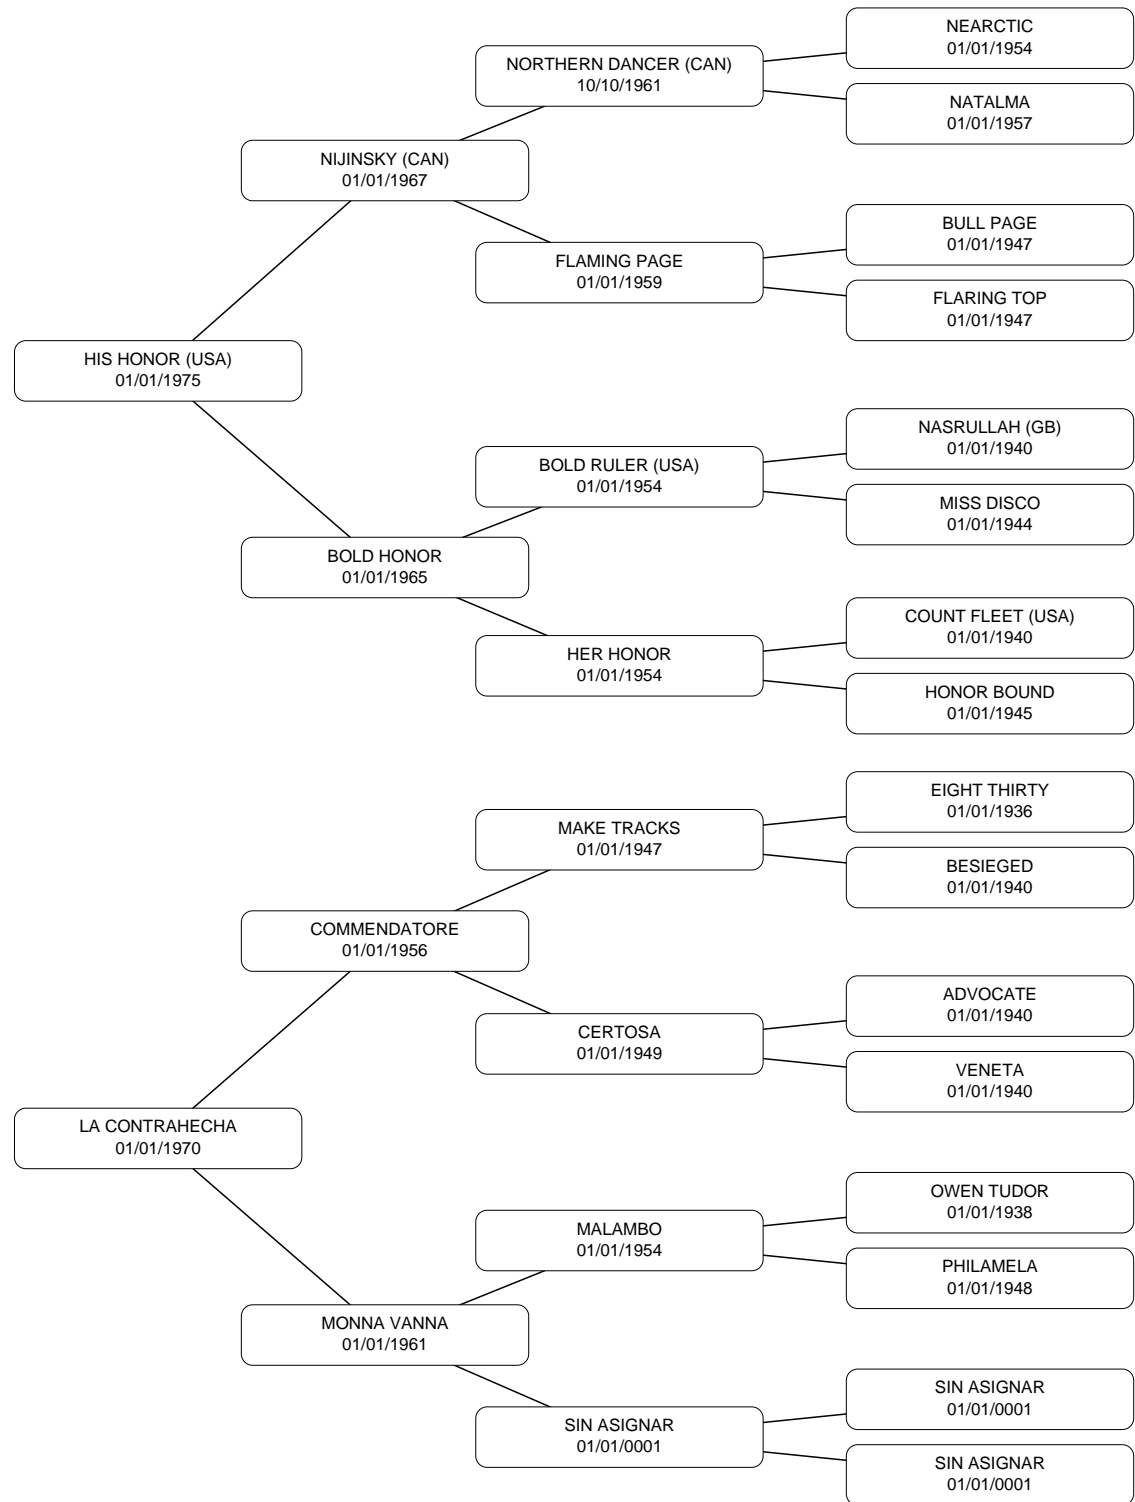 NEARCTIC
01/01/1954
NORTHERN DANCER (CAN)
10/10/1961
NATALMA
01/01/1957
NIJINSKY (CAN)
01/01/1967
BULL PAGE
01/01/1947
FLAMING PAGE
01/01/1959
FLARING TOP
01/01/1947
HIS HONOR (USA)
01/01/1975
NASRULLAH (GB)
01/01/1940
BOLD RULER (USA)
01/01/1954
MISS DISCO
01/01/1944
BOLD HONOR
01/01/1965
COUNT FLEET (USA)
01/01/1940
HER HONOR
01/01/1954
HONOR BOUND
01/01/1945
EIGHT THIRTY
01/01/1936
MAKE TRACKS
01/01/1947
BESIEGED
01/01/1940
COMMENDATORE
01/01/1956
ADVOCATE
01/01/1940
CERTOSA
01/01/1949
VENETA
01/01/1940
LA CONTRAHECHA
01/01/1970
OWEN TUDOR
01/01/1938
MALAMBO
01/01/1954
PHILAMELA
01/01/1948
MONNA VANNA
01/01/1961
SIN ASIGNAR
01/01/0001
SIN ASIGNAR
01/01/0001
SIN ASIGNAR
01/01/0001